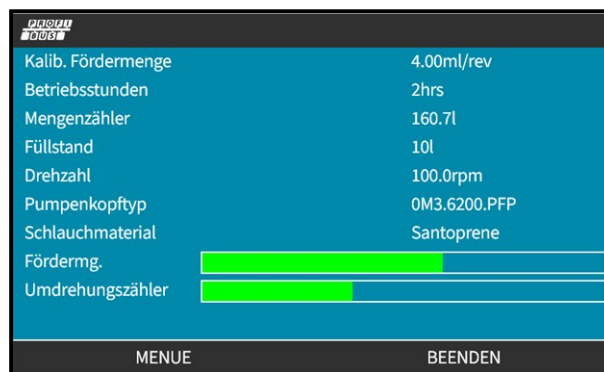 PROFI
BUS
Kalib. Fördermenge 4.00ml/rev
Betriebsstunden 2hrs
Mengenzähler 160.7l
Füllstand 10l
Drehzahl 100.0rpm
Pumpenkopftyp 0M3.6200.PFP
Schlauchmaterial Santoprene
Fördermg.
Umdrehungszähler
MENUE BEENDEN